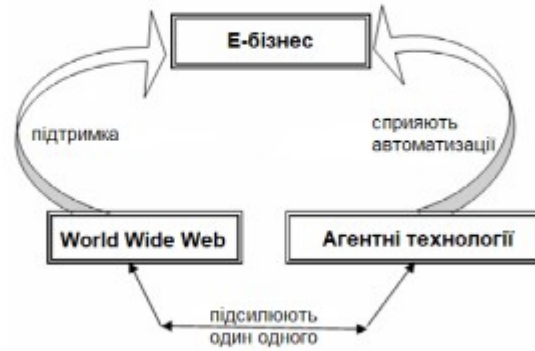 Е-бізнес
підтримка
сприяють
автоматизації
World Wide Web
Агентні технології
підсилюють
один одного